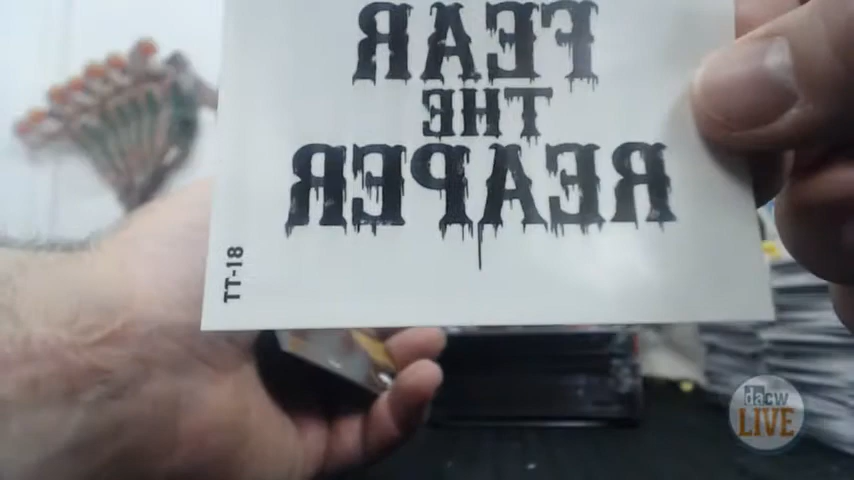 FEAR
THE
REAPER
TT-18
dacw
LIVE